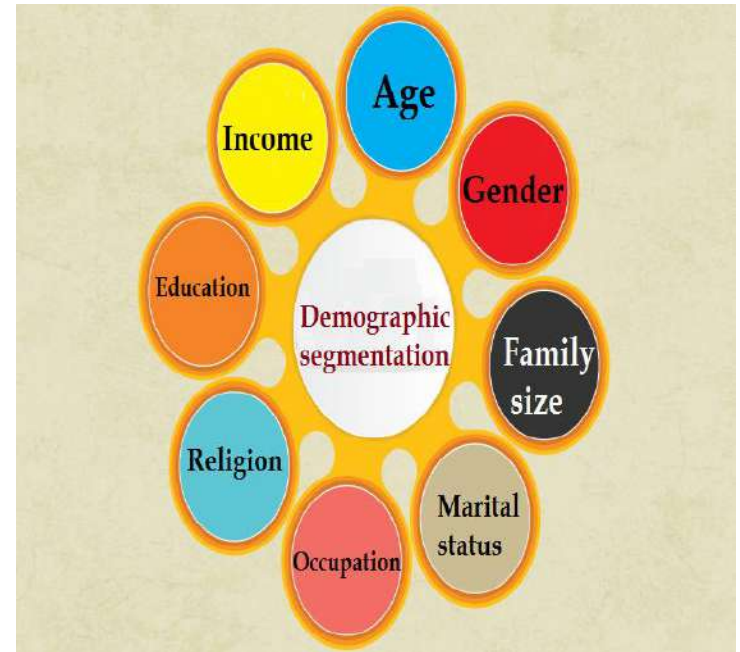 Age
Gender
Family
size
Marital
status
Occupation
Religion
Education
Income
Demographic
segmentation